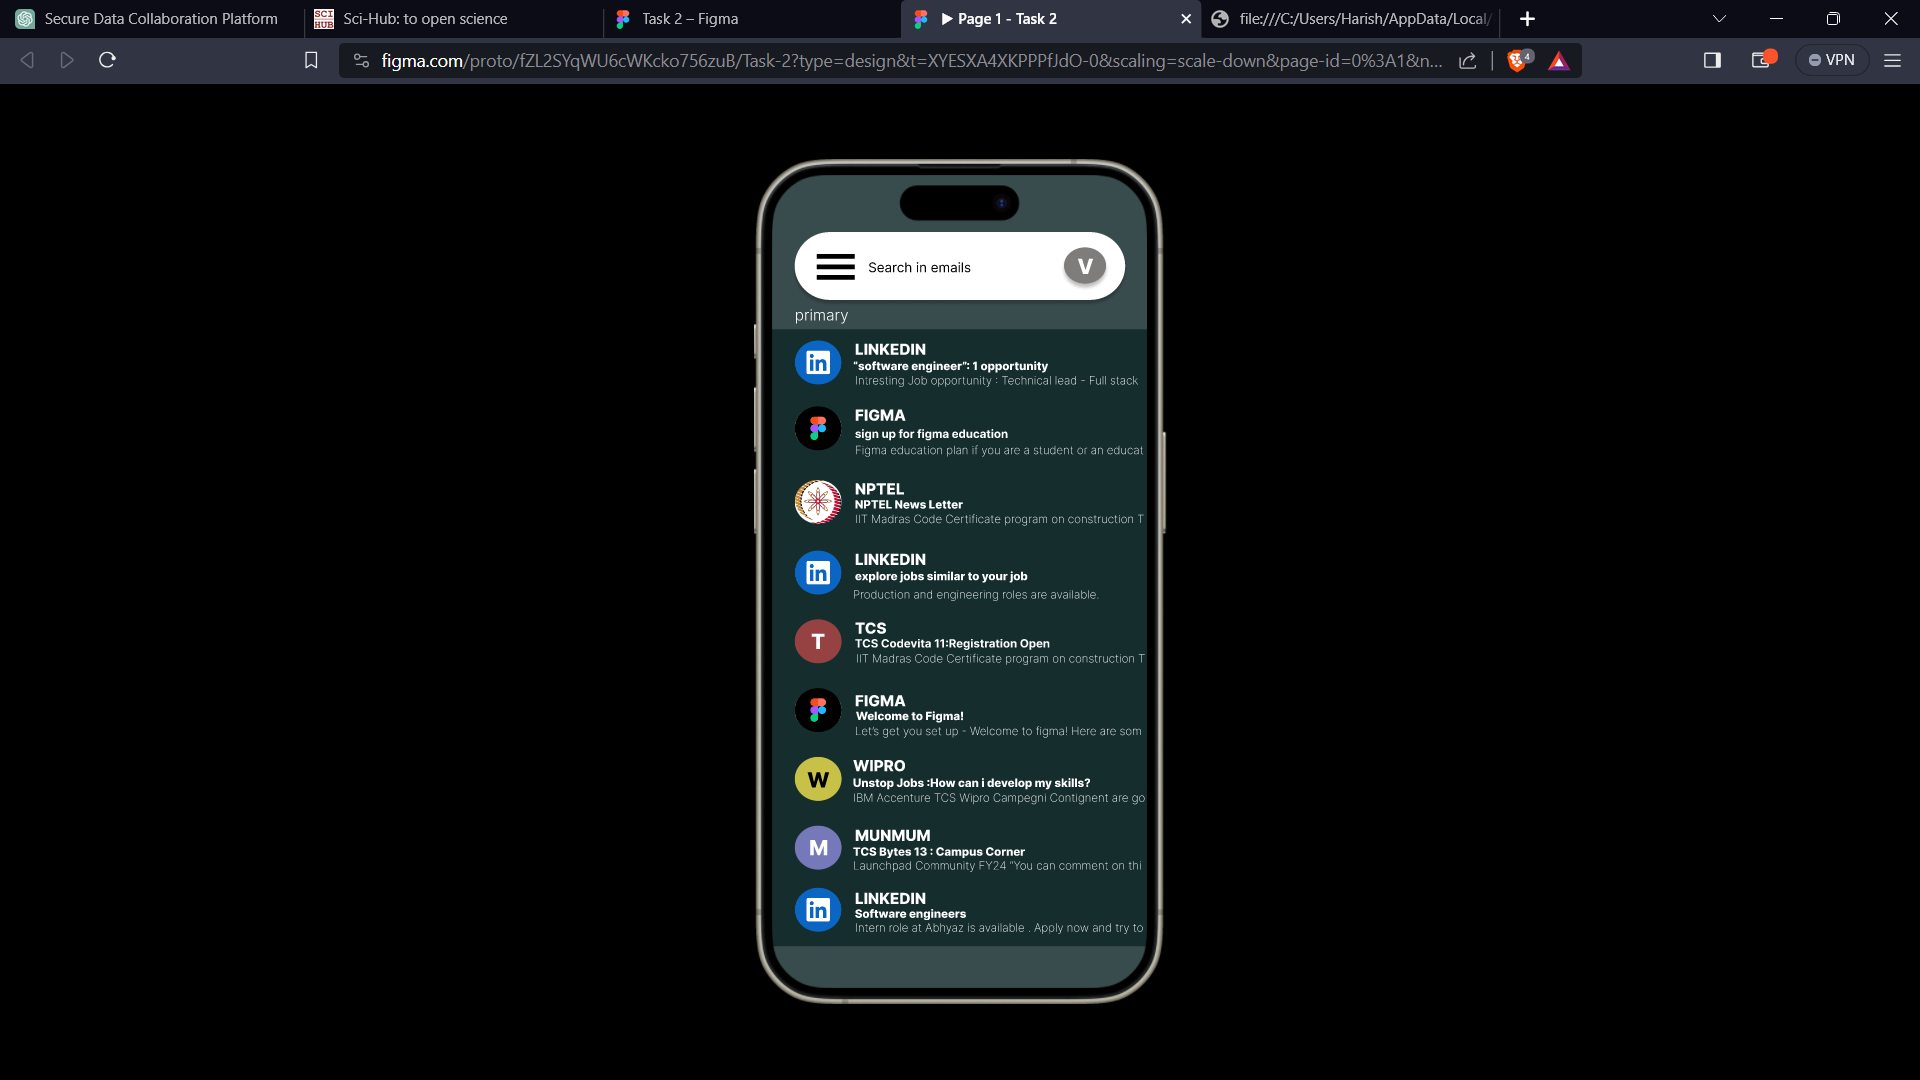 Secure Data Collaboration Platform
SCI HUB
Sci-Hub: to open science
Task 2 – Figma
▶ Page 1 - Task 2
file:///C:/Users/Harish/AppData/Local/
figma.com/proto/fZL2SYqWU6cWKcko756zuB/Task-2?type=design&t=XYESXA4XKPPPfJdO-0&scaling=scale-down&page-id=0%3A1&n...
4
VPN
Search in emails
V
primary
in
LINKEDIN
"software engineer": 1 opportunity
Intresting Job opportunity : Technical lead - Full stack
FIGMA
sign up for figma education
Figma education plan if you are a student or an educat
NPTEL
NPTEL News Letter
IIT Madras Code Certificate program on construction T
in
LINKEDIN
explore jobs similar to your job
Production and engineering roles are available.
T
TCS
TCS Codevita 11:Registration Open
IIT Madras Code Certificate program on construction T
FIGMA
Welcome to Figma!
Let's get you set up - Welcome to figma! Here are som
W
WIPRO
Unstop Jobs :How can i develop my skills?
IBM Accenture TCS Wipro Campegni Contignent are go
M
MUNMUM
TCS Bytes 13 : Campus Corner
Launchpad Community FY24 "You can comment on thi
in
LINKEDIN
Software engineers
Intern role at Abhyaz is available . Apply now and try to